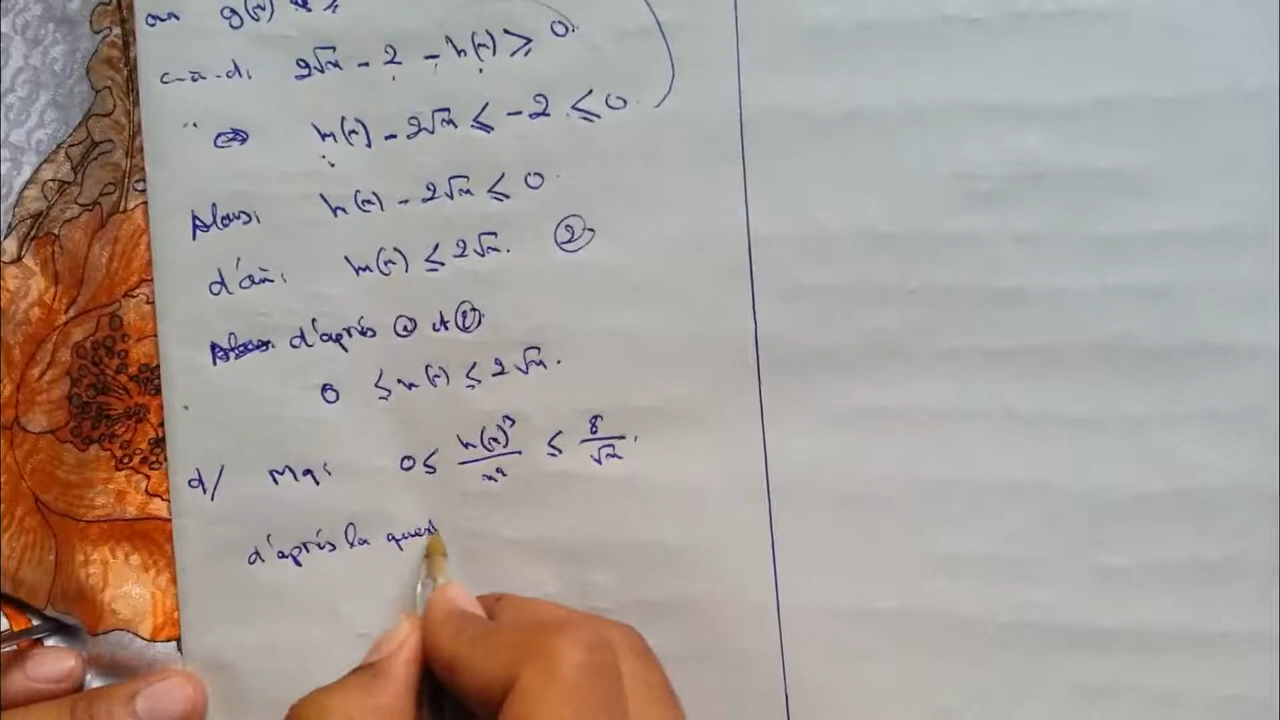 on g(x) ≥
c-à-d: 2√x - 2 - h(x) ≥ 0.
⇔ h(x) - 2√x ≤ -2 ≤ 0.
Alors: h(x) - 2√x ≤ 0.
d'où: h(x) ≤ 2√x. ②
d'après ① et ②
0 ≤ h(x) ≤ 2√x.
d/ Mq: 0 ≤ h(x)³/x² ≤ 8/√x.
d'après la quest